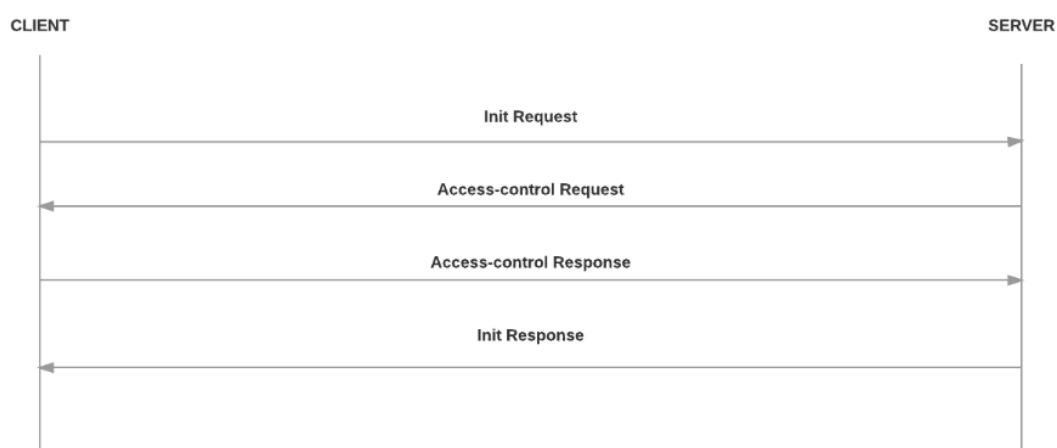 CLIENT
SERVER
Init Request
Access-control Request
Access-control Response
Init Response